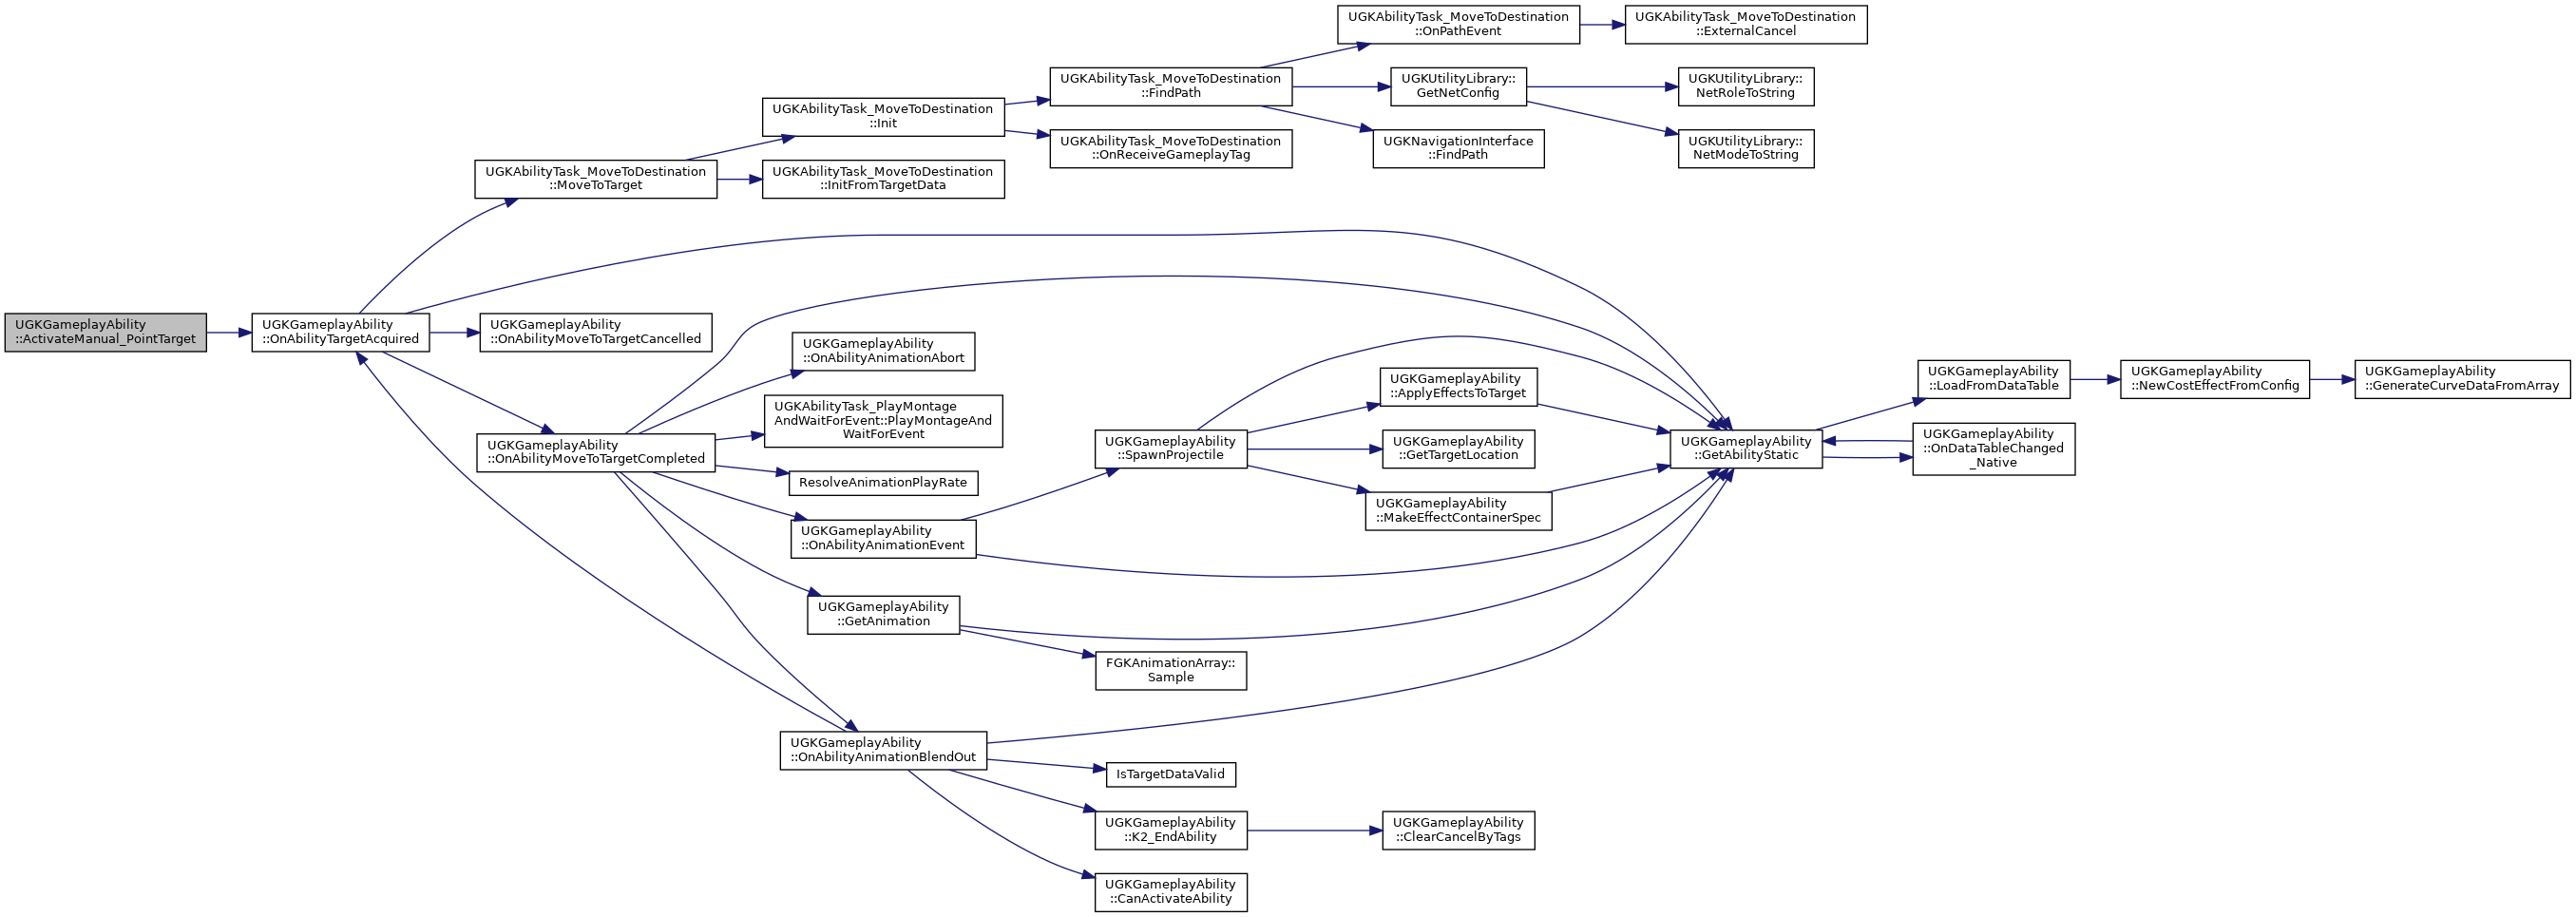 UGKAbilityTask_MoveToDestination
::OnPathEvent
UGKAbilityTask_MoveToDestination
::ExternalCancel
UGKAbilityTask_MoveToDestination
::FindPath
UGKUtilityLibrary::
GetNetConfig
UGKUtilityLibrary::
NetRoleToString
UGKAbilityTask_MoveToDestination
::Init
UGKAbilityTask_MoveToDestination
::OnReceiveGameplayTag
UGKNavigationInterface
::FindPath
UGKUtilityLibrary::
NetModeToString
UGKAbilityTask_MoveToDestination
::MoveToTarget
UGKAbilityTask_MoveToDestination
::InitFromTargetData
UGKGameplayAbility
::ActivateManual_PointTarget
UGKGameplayAbility
::OnAbilityTargetAcquired
UGKGameplayAbility
::OnAbilityMoveToTargetCancelled
UGKGameplayAbility
::OnAbilityAnimationAbort
UGKAbilityTask_PlayMontage
AndWaitForEvent::PlayMontageAnd
WaitForEvent
UGKGameplayAbility
::OnAbilityMoveToTargetCompleted
ResolveAnimationPlayRate
UGKGameplayAbility
::OnAbilityAnimationEvent
UGKGameplayAbility
::SpawnProjectile
UGKGameplayAbility
::ApplyEffectsToTarget
UGKGameplayAbility
::GetTargetLocation
UGKGameplayAbility
::MakeEffectContainerSpec
UGKGameplayAbility
::GetAbilityStatic
UGKGameplayAbility
::LoadFromDataTable
UGKGameplayAbility
::NewCostEffectFromConfig
UGKGameplayAbility
::GenerateCurveDataFromArray
UGKGameplayAbility
::OnDataTableChanged
_Native
UGKGameplayAbility
::GetAnimation
FGKAnimationArray::
Sample
UGKGameplayAbility
::OnAbilityAnimationBlendOut
IsTargetDataValid
UGKGameplayAbility
::K2_EndAbility
UGKGameplayAbility
::ClearCancelByTags
UGKGameplayAbility
::CanActivateAbility